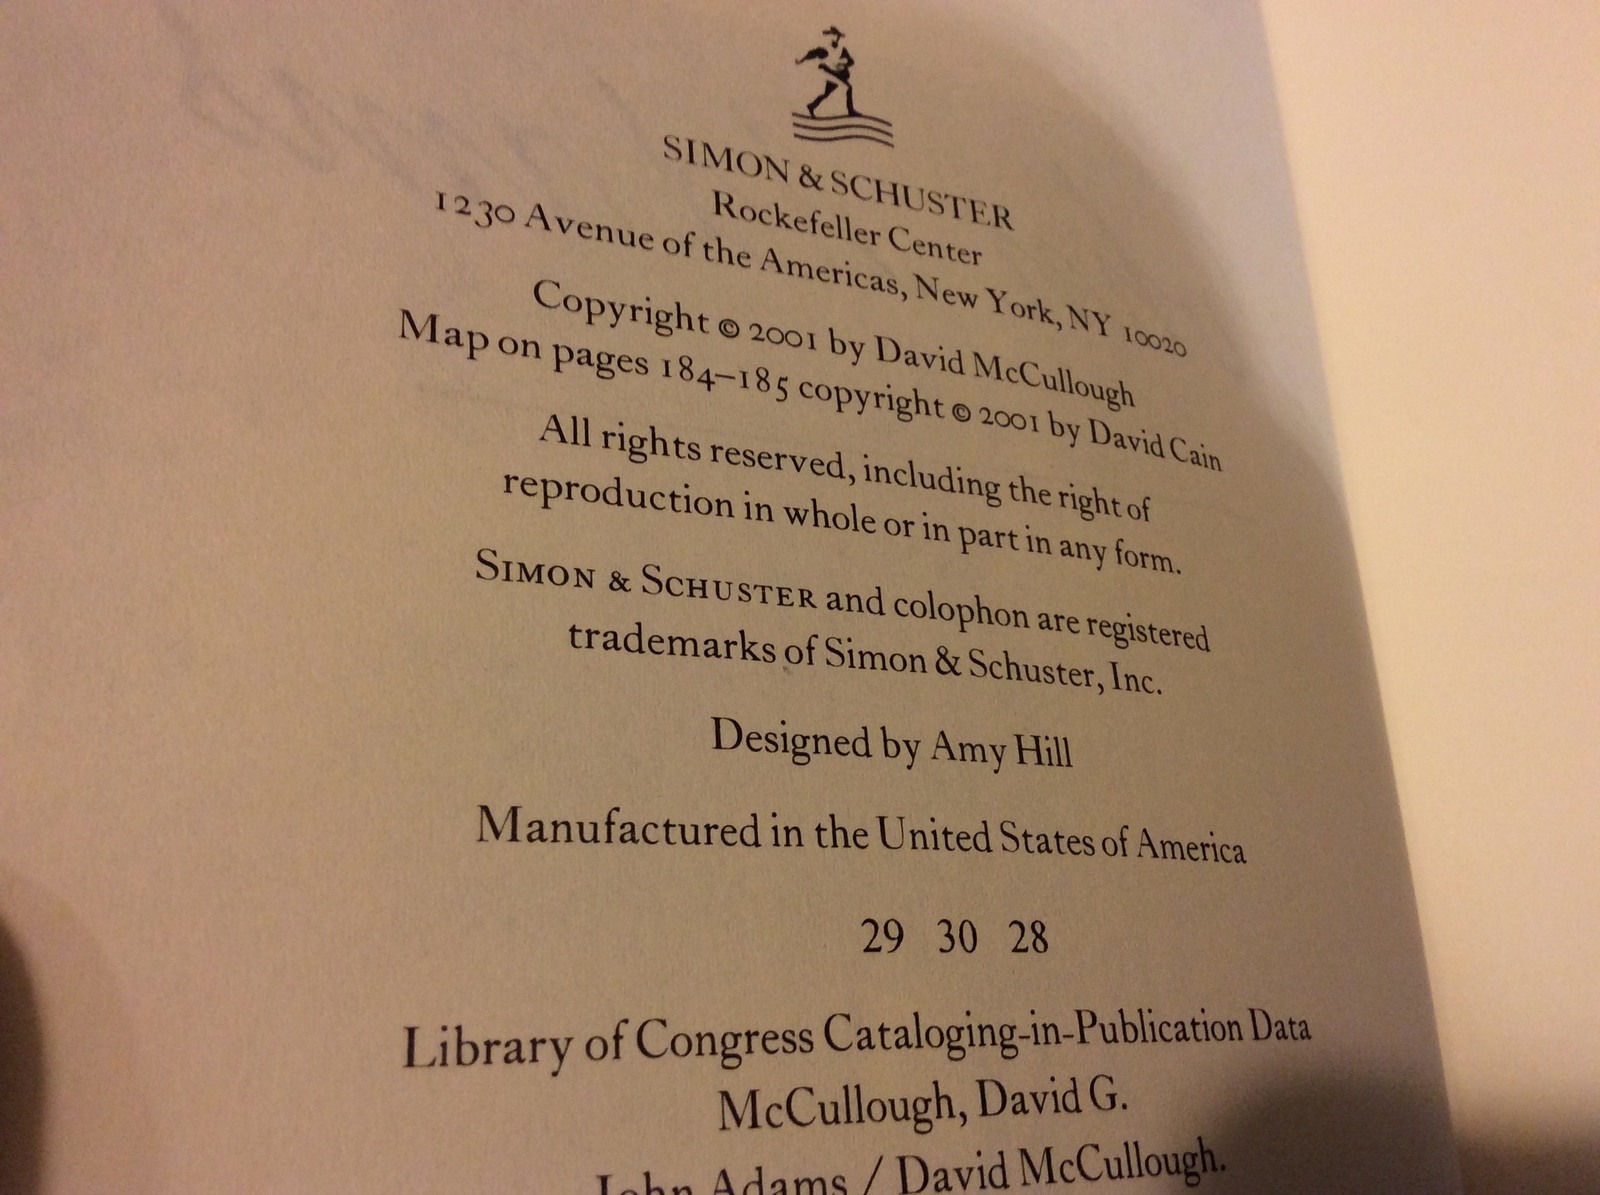 SIMON & SCHUSTER
Rockefeller Center
1230 Avenue of the Americas, New York, NY 10020
Copyright © 2001 by David McCullough
Map on pages 184–185 copyright © 2001 by David Cain
All rights reserved, including the right of
reproduction in whole or in part in any form.
SIMON & SCHUSTER and colophon are registered
trademarks of Simon & Schuster, Inc.
Designed by Amy Hill
Manufactured in the United States of America
29 30 28
Library of Congress Cataloging-in-Publication Data
McCullough, David G.
John Adams / David McCullough.